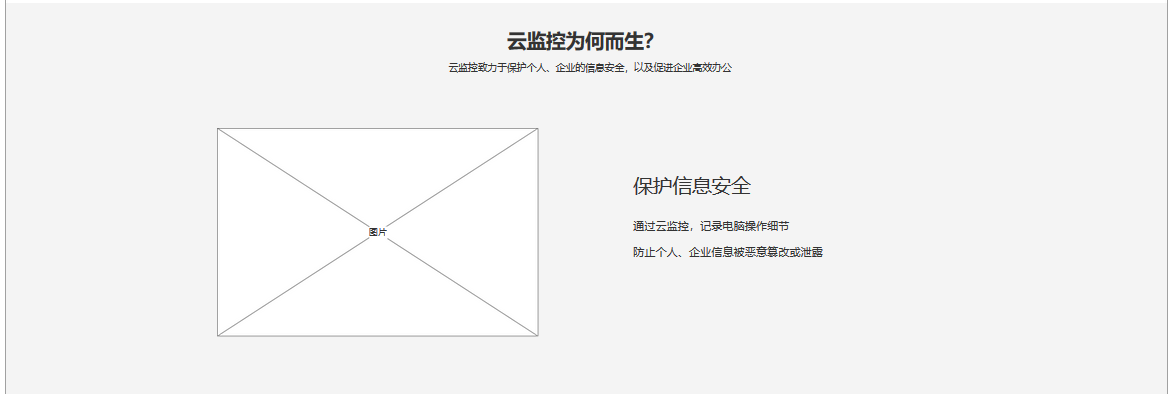 云监控为何而生?
云监控致力于保护个人、企业的信息安全，以及促进企业高效办公
图片
保护信息安全
通过云监控，记录电脑操作细节
防止个人、企业信息被恶意篡改或泄露